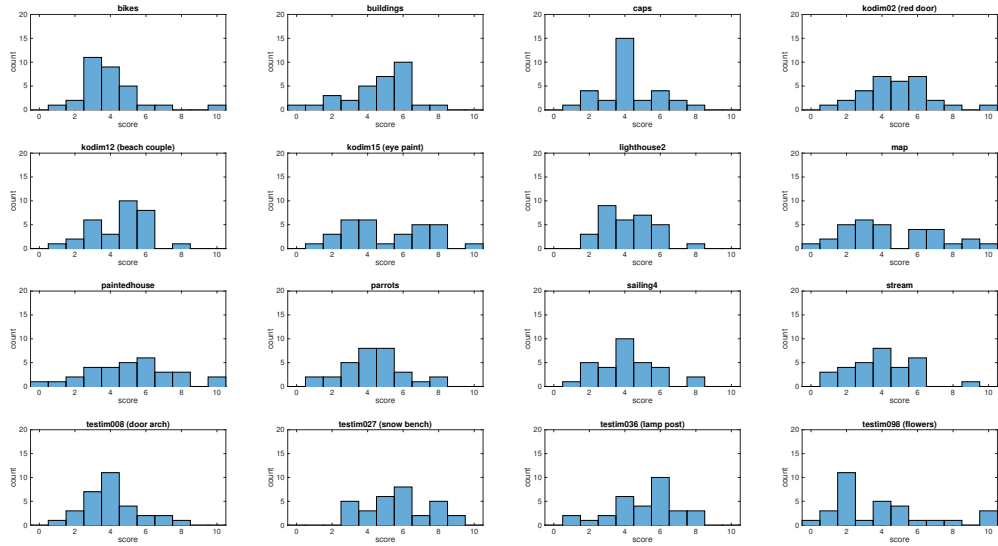 bikes
buildings
caps
kodim02 (red door)
20
15
10
5
0
count
0 2 4 6 8 10
score
20
15
10
5
0
count
0 2 4 6 8 10
score
20
15
10
5
0
count
0 2 4 6 8 10
score
20
15
10
5
0
count
0 2 4 6 8 10
score
kodim12 (beach couple)
kodim15 (eye paint)
lighthouse2
map
20
15
10
5
0
count
0 2 4 6 8 10
score
20
15
10
5
0
count
0 2 4 6 8 10
score
20
15
10
5
0
count
0 2 4 6 8 10
score
20
15
10
5
0
count
0 2 4 6 8 10
score
paintedhouse
parrots
sailing4
stream
20
15
10
5
0
count
0 2 4 6 8 10
score
20
15
10
5
0
count
0 2 4 6 8 10
score
20
15
10
5
0
count
0 2 4 6 8 10
score
20
15
10
5
0
count
0 2 4 6 8 10
score
testim008 (door arch)
testim027 (snow bench)
testim036 (lamp post)
testim098 (flowers)
20
15
10
5
0
count
0 2 4 6 8 10
score
20
15
10
5
0
count
0 2 4 6 8 10
score
20
15
10
5
0
count
0 2 4 6 8 10
score
20
15
10
5
0
count
0 2 4 6 8 10
score